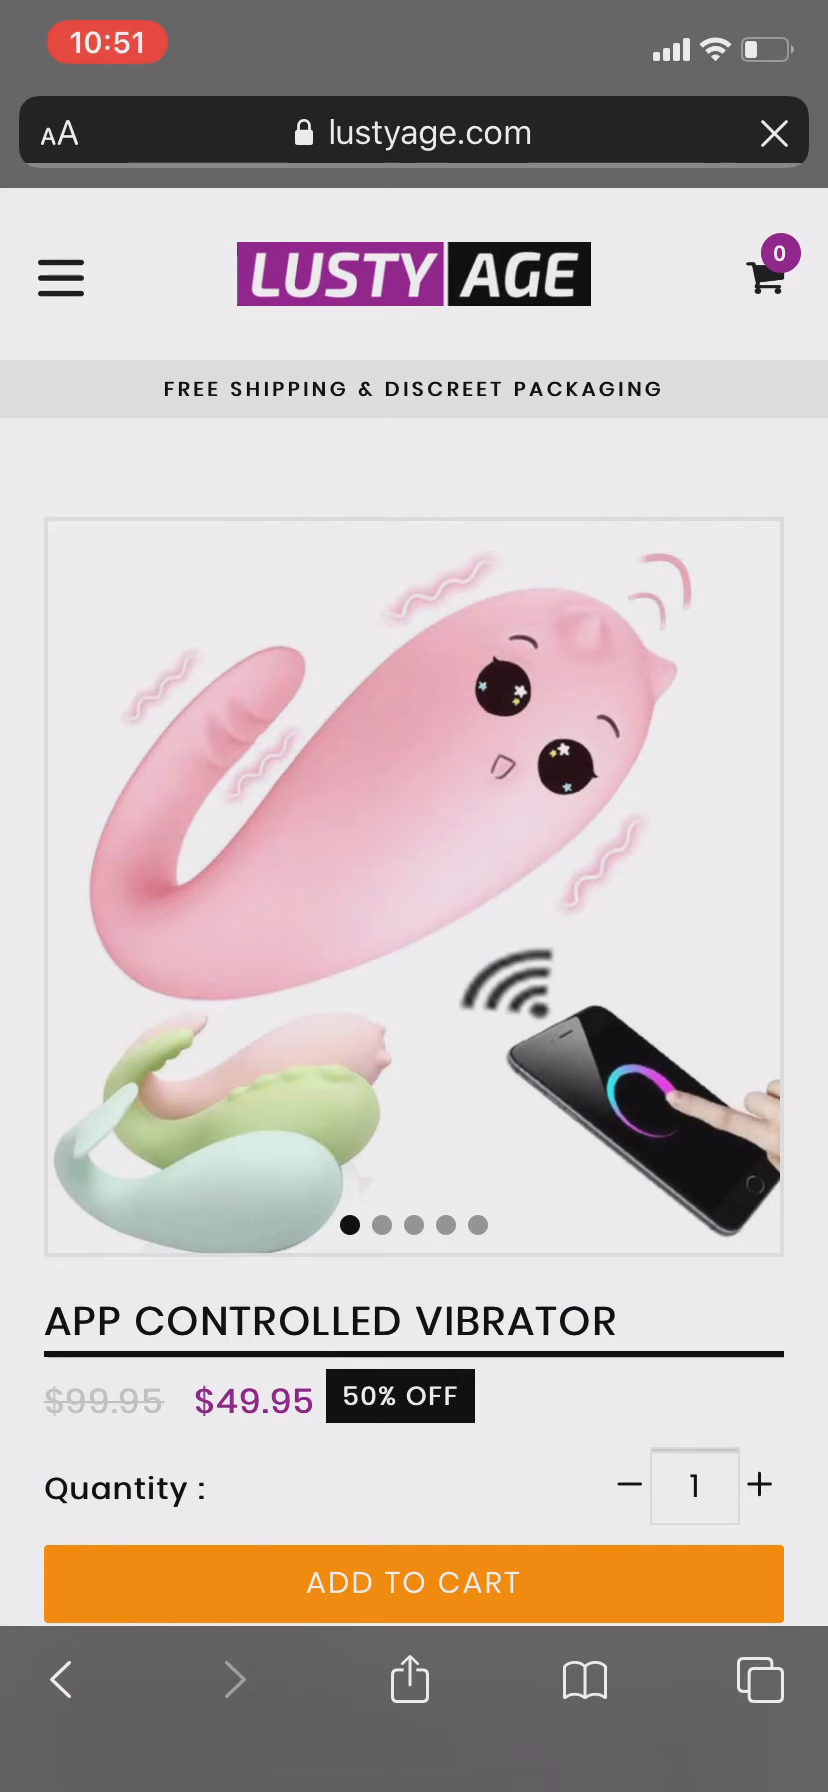 10:51
AA lustyage.com
LUSTY AGE
0
FREE SHIPPING & DISCREET PACKAGING
APP CONTROLLED VIBRATOR
$99.95 $49.95 50% OFF
Quantity : − 1 +
ADD TO CART